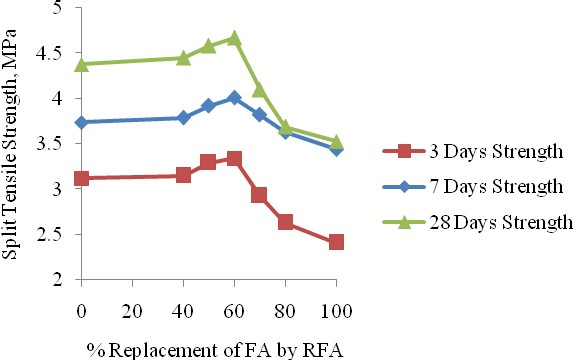 Split Tensile Strength, MPa
5
4.5
4
3.5
3
2.5
2
0 20 40 60 80 100
% Replacement of FA by RFA
3 Days Strength
7 Days Strength
28 Days Strength